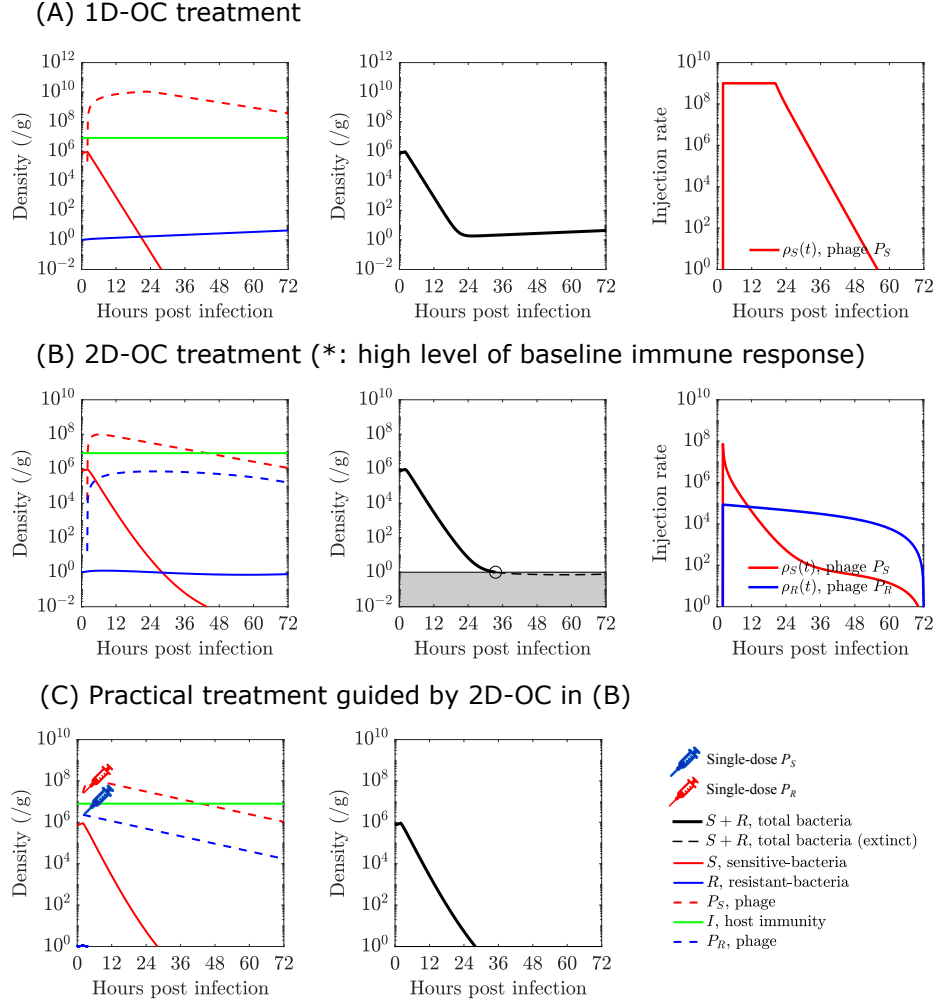 (A) 1D-OC treatment
10^12
10^10
10^8
10^6
10^4
10^2
10^0
10^−2
Density (/g)
0 12 24 36 48 60 72
Hours post infection
10^12
10^10
10^8
10^6
10^4
10^2
10^0
10^−2
Density (/g)
0 12 24 36 48 60 72
Hours post infection
10^10
10^8
10^6
10^4
10^2
10^0
Injection rate
ρ_S(t), phage P_S
0 12 24 36 48 60 72
Hours post infection
(B) 2D-OC treatment (*: high level of baseline immune response)
10^10
10^8
10^6
10^4
10^2
10^0
10^−2
Density (/g)
0 12 24 36 48 60 72
Hours post infection
10^10
10^8
10^6
10^4
10^2
10^0
10^−2
Density (/g)
0 12 24 36 48 60 72
Hours post infection
10^10
10^8
10^6
10^4
10^2
10^0
Injection rate
ρ_S(t), phage P_S
ρ_R(t), phage P_R
0 12 24 36 48 60 72
Hours post infection
(C) Practical treatment guided by 2D-OC in (B)
10^10
10^8
10^6
10^4
10^2
10^0
Density (/g)
0 12 24 36 48 60 72
Hours post infection
10^10
10^8
10^6
10^4
10^2
10^0
Density (/g)
0 12 24 36 48 60 72
Hours post infection
Single-dose P_S
Single-dose P_R
S + R, total bacteria
S + R, total bacteria (extinct)
S, sensitive-bacteria
R, resistant-bacteria
P_S, phage
I, host immunity
P_R, phage